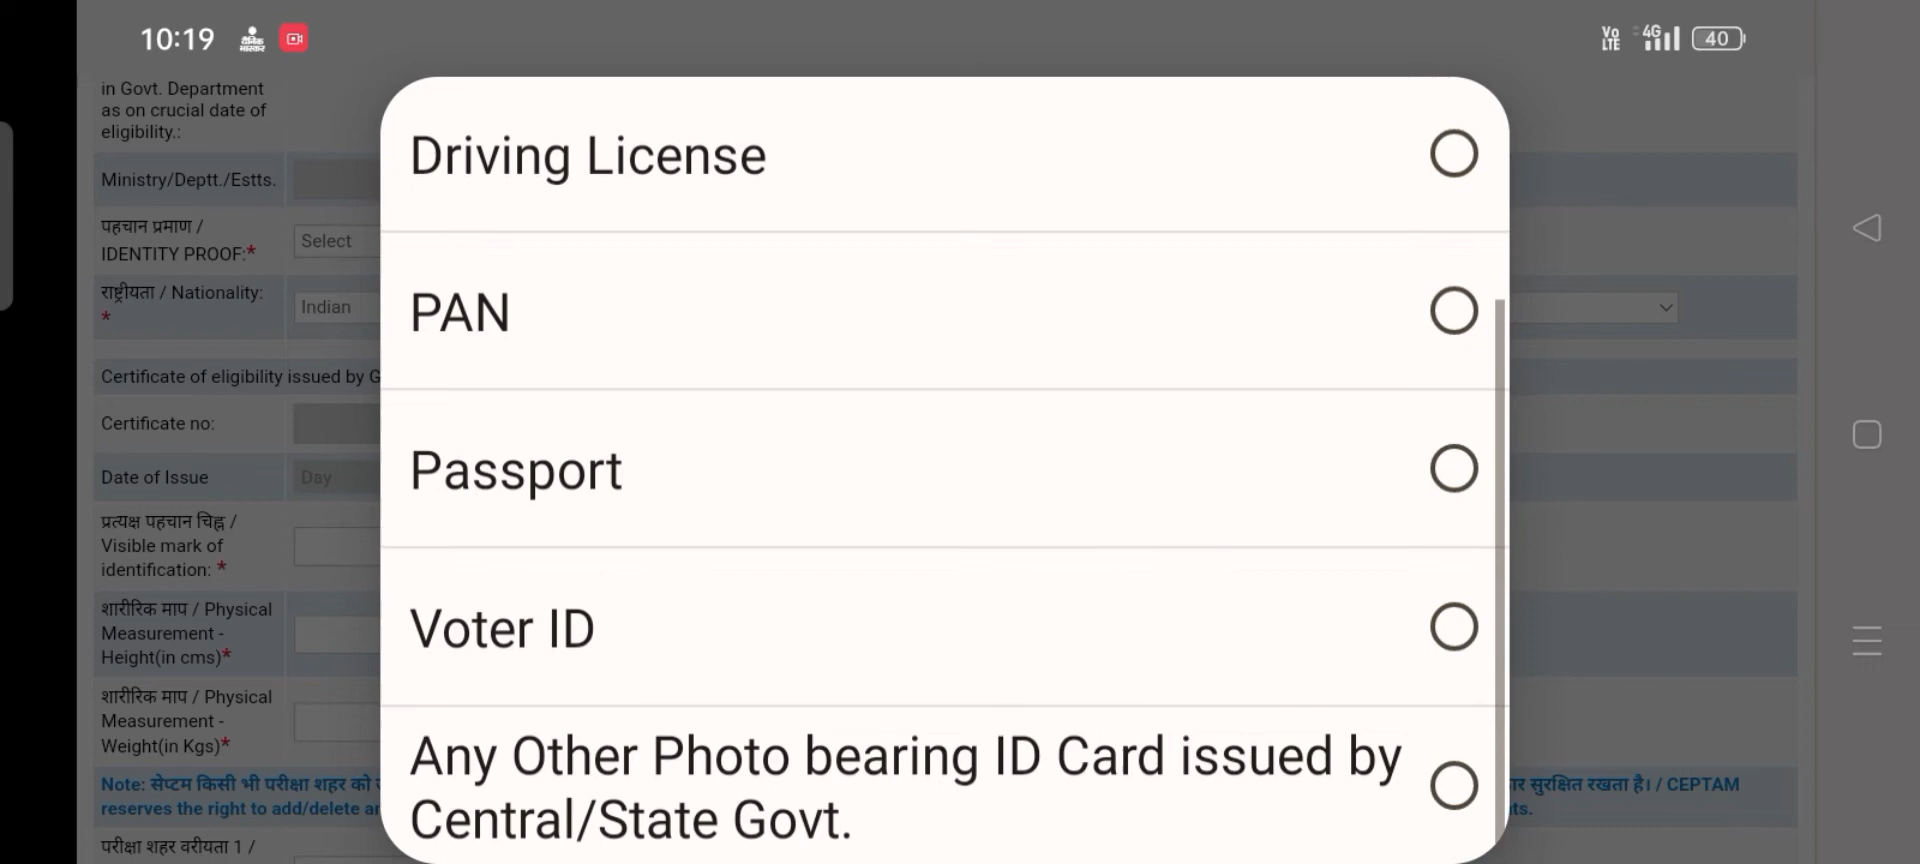 10:19
दैनिक
भास्कर
Vo
LTE
4G
40
in Govt. Department
as on crucial date of
eligibility.:
Ministry/Deptt./Estts.
पहचान प्रमाण /
IDENTITY PROOF:*
Select
राष्ट्रीयता / Nationality:
*
Indian
Certificate of eligibility issued by G
Certificate no:
Date of Issue
Day
प्रत्यक्ष पहचान चिह्न /
Visible mark of
identification: *
शारीरिक माप / Physical
Measurement -
Height(in cms)*
शारीरिक माप / Physical
Measurement -
Weight(in Kgs)*
Note: सेप्टम किसी भी परीक्षा शहर को
सुरक्षित रखता है। / CEPTAM
reserves the right to add/delete
ts.
परीक्षा शहर वरीयता 1 /
Driving License
PAN
Passport
Voter ID
Any Other Photo bearing ID Card issued by
Central/State Govt.